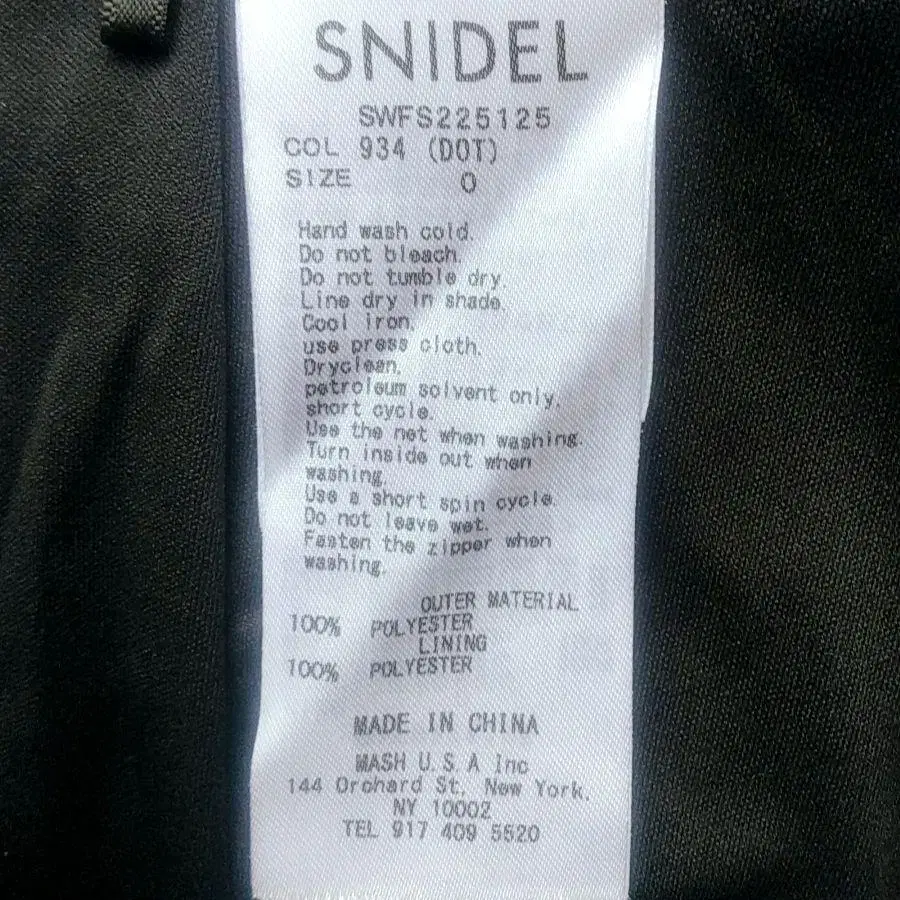 SNIDEL
SWFS225125
COL 934 (DOT)
SIZE 0
Hand wash cold.
Do not bleach.
Do not tumble dry.
Line dry in shade.
Cool iron.
use press cloth.
Dryclean.
petroleum solvent only.
short cycle.
Use the net when washing.
Turn inside out when
washing.
Use a short spin cycle.
Do not leave wet.
Fasten the zipper when
washing.
OUTER MATERIAL
100% POLYESTER
LINING
100% POLYESTER
MADE IN CHINA
MASH U.S.A Inc
144 Orchard St. New York.
NY 10002
TEL 917 409 5520